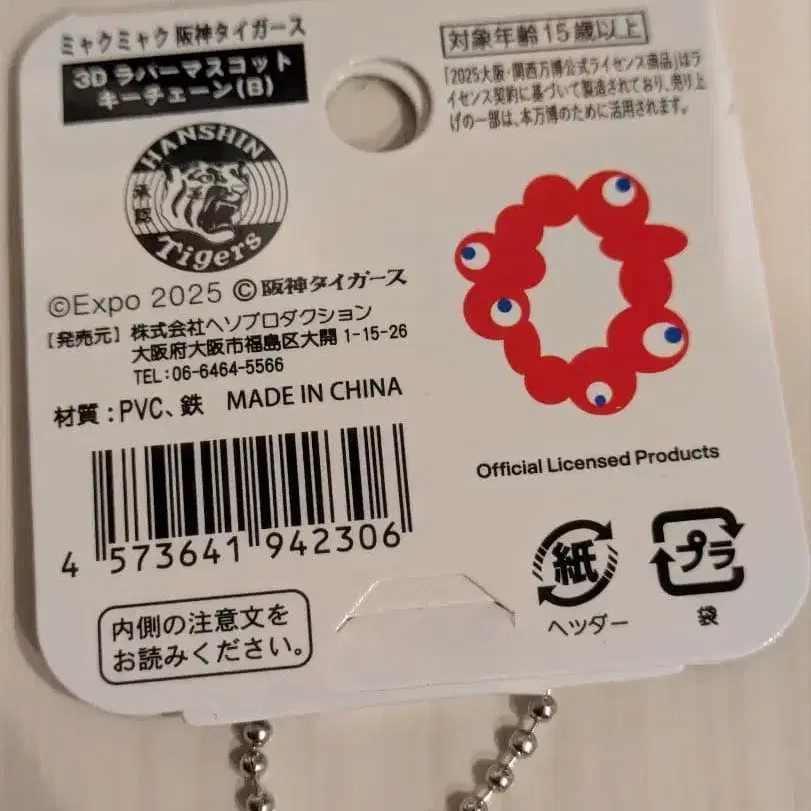 ミャクミャク 阪神タイガース
3D ラバーマスコット
キーチェーン(B)
HANSHIN
承認
Tigers
©Expo 2025 ©阪神タイガース
【発売元】株式会社ヘソプロダクション
大阪府大阪市福島区大開 1-15-26
TEL:06-6464-5566
材質:PVC、鉄 MADE IN CHINA
4 573641 942306
内側の注意文を
お読みください。
対象年齢15歳以上
「2025大阪・関西万博公式ライセンス商品」はラ
イセンス契約に基づいて製造されており、売り上
げの一部は、本万博のために活用されます。
Official Licensed Products
紙
ヘッダー
プラ
袋